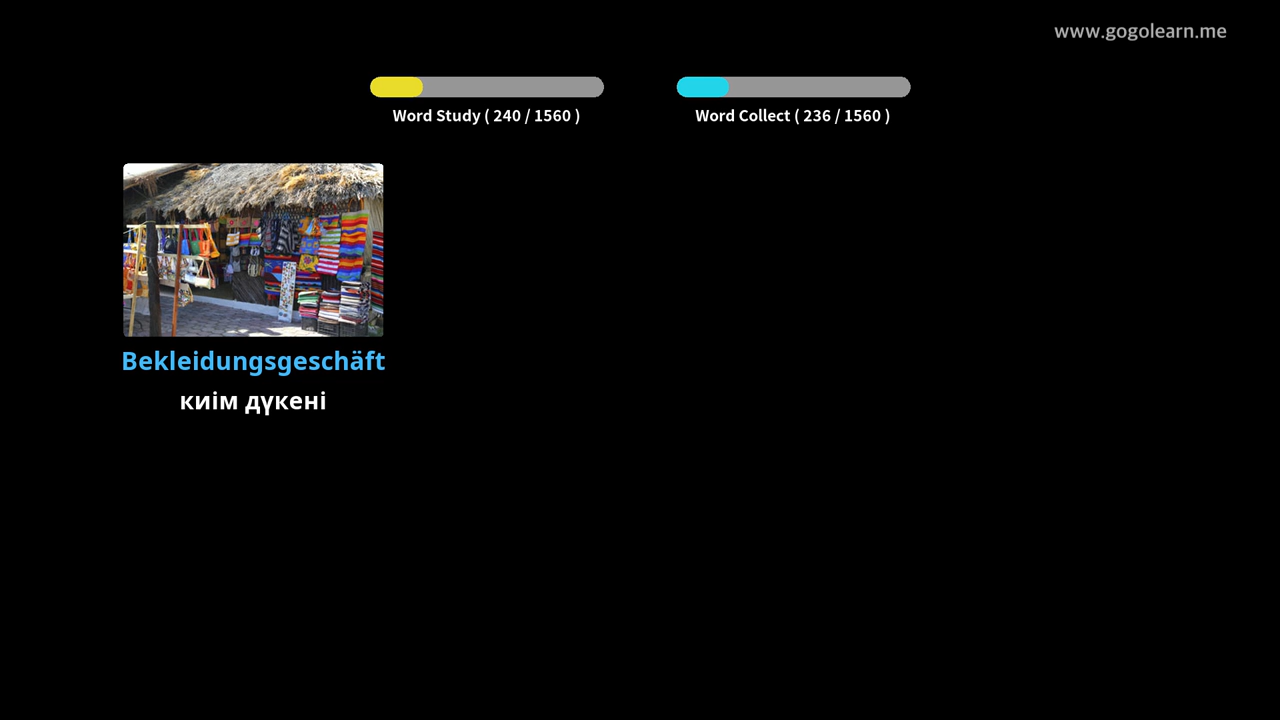 www.gogolearn.me
Word Study ( 240 / 1560 )
Word Collect ( 236 / 1560 )
Bekleidungsgeschäft
киім дүкені